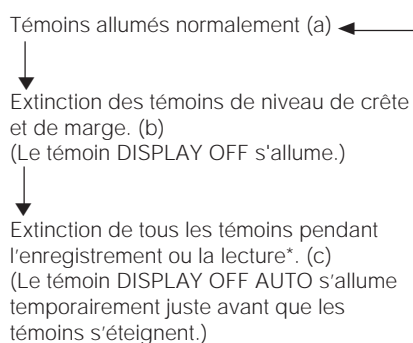 Témoins allumés normalement (a)
Extinction des témoins de niveau de crête
et de marge. (b)
(Le témoin DISPLAY OFF s'allume.)
Extinction de tous les témoins pendant
l’enregistrement ou la lecture*. (c)
(Le témoin DISPLAY OFF AUTO s’allume
temporairement juste avant que les
témoins s’éteignent.)